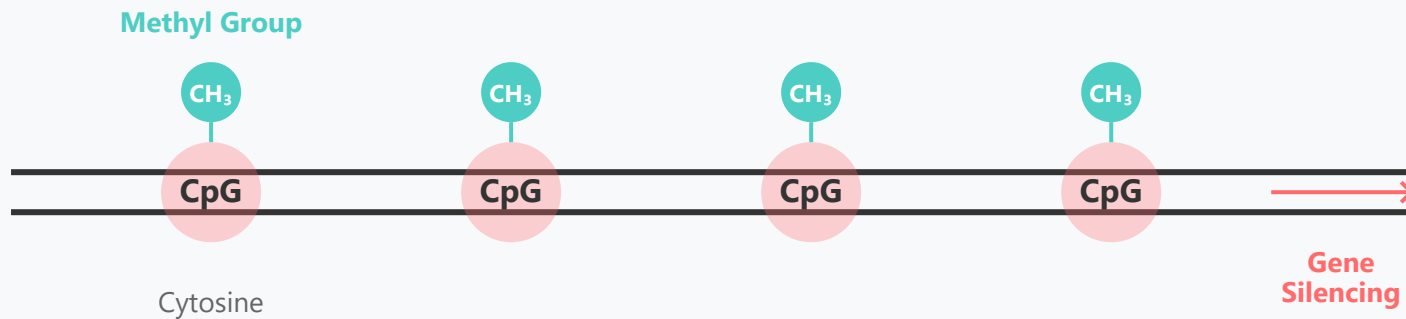 Methyl Group
CH₃ CH₃ CH₃ CH₃
CpG CpG CpG CpG
Gene
Silencing
Cytosine